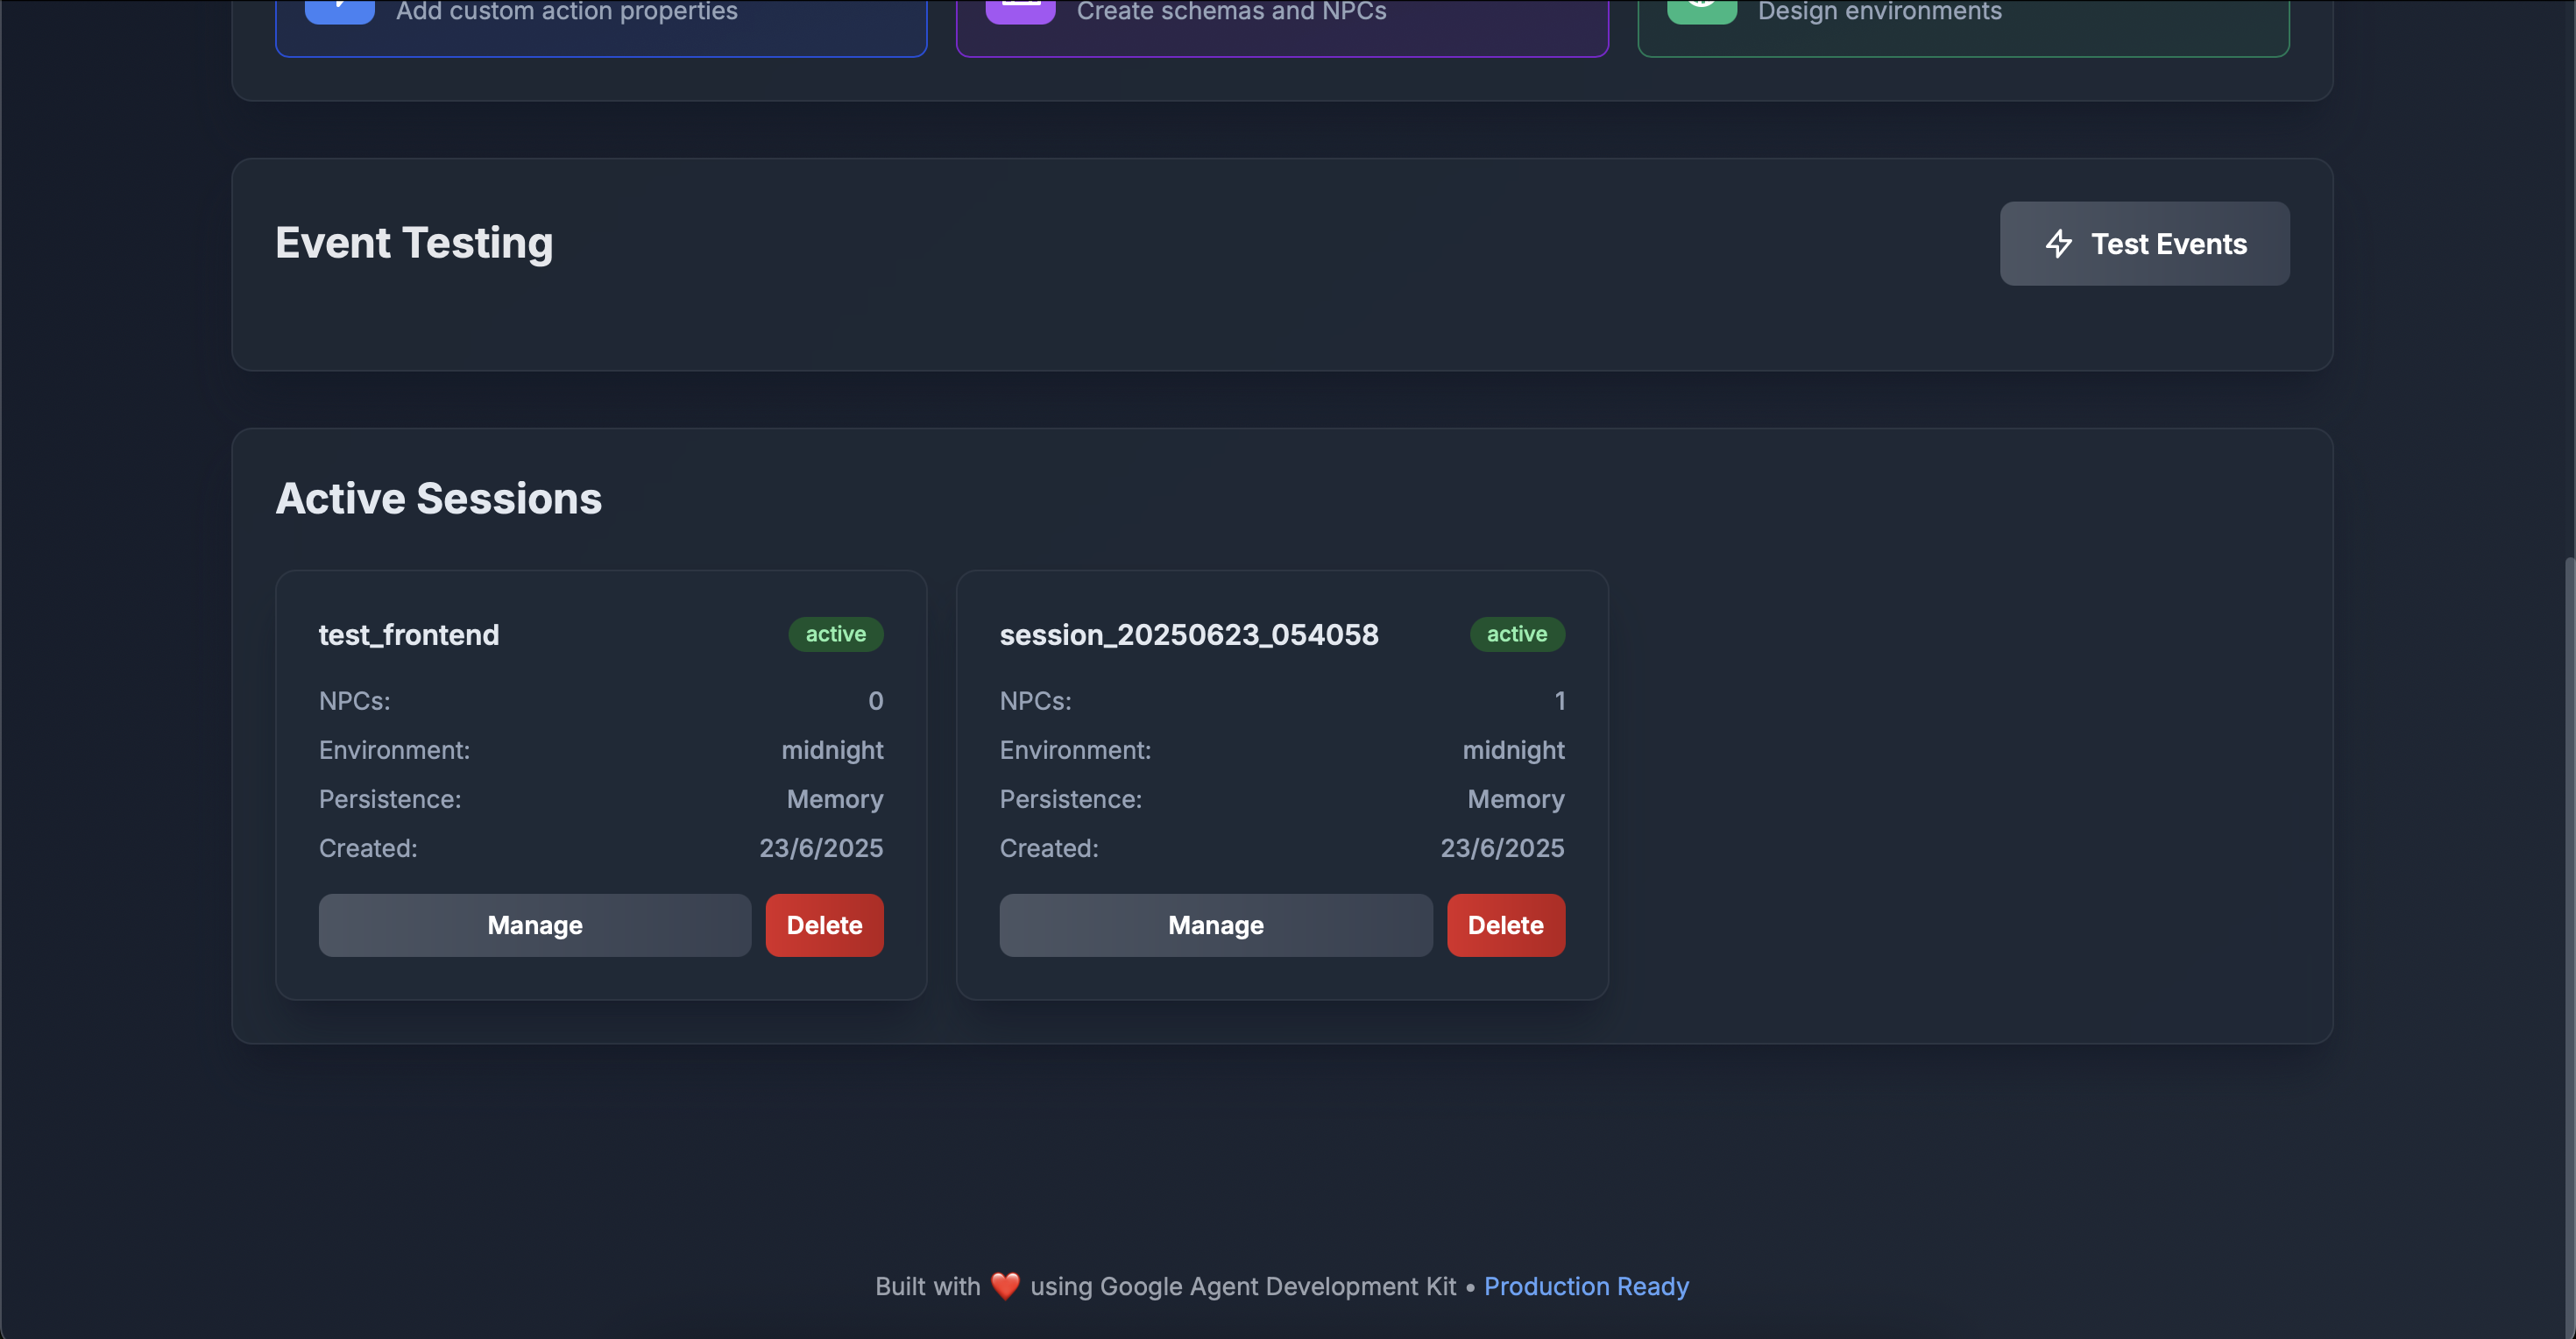 Add custom action properties
Create schemas and NPCs
Design environments
Event Testing
Test Events
Active Sessions
test_frontend
active
NPCs:
0
Environment:
midnight
Persistence:
Memory
Created:
23/6/2025
Manage
Delete
session_20250623_054058
active
NPCs:
1
Environment:
midnight
Persistence:
Memory
Created:
23/6/2025
Manage
Delete
Built with ❤️ using Google Agent Development Kit • Production Ready